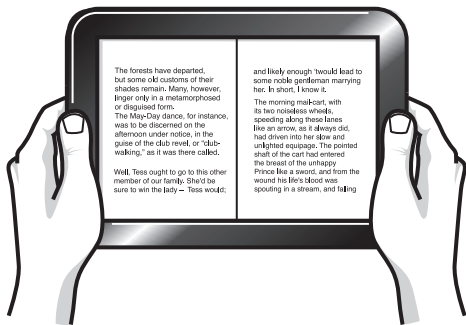 The forests have departed,
but some old customs of their
shades remain. Many, however,
linger only in a metamorphosed
or disguised form.
The May-Day dance, for instance,
was to be discerned on the
afternoon under notice, in the
guise of the club revel, or "club-
walking," as it was there called.
Well, Tess ought to go to this other
member of our family. She'd be
sure to win the lady — Tess would;
and likely enough 'twould lead to
some noble gentleman marrying
her. In short, I know it.
The morning mail-cart, with
its two noiseless wheels,
speeding along these lanes
like an arrow, as it always did,
had driven into her slow and
unlighted equipage. The pointed
shaft of the cart had entered
the breast of the unhappy
Prince like a sword, and from the
wound his life's blood was
spouting in a stream, and falling